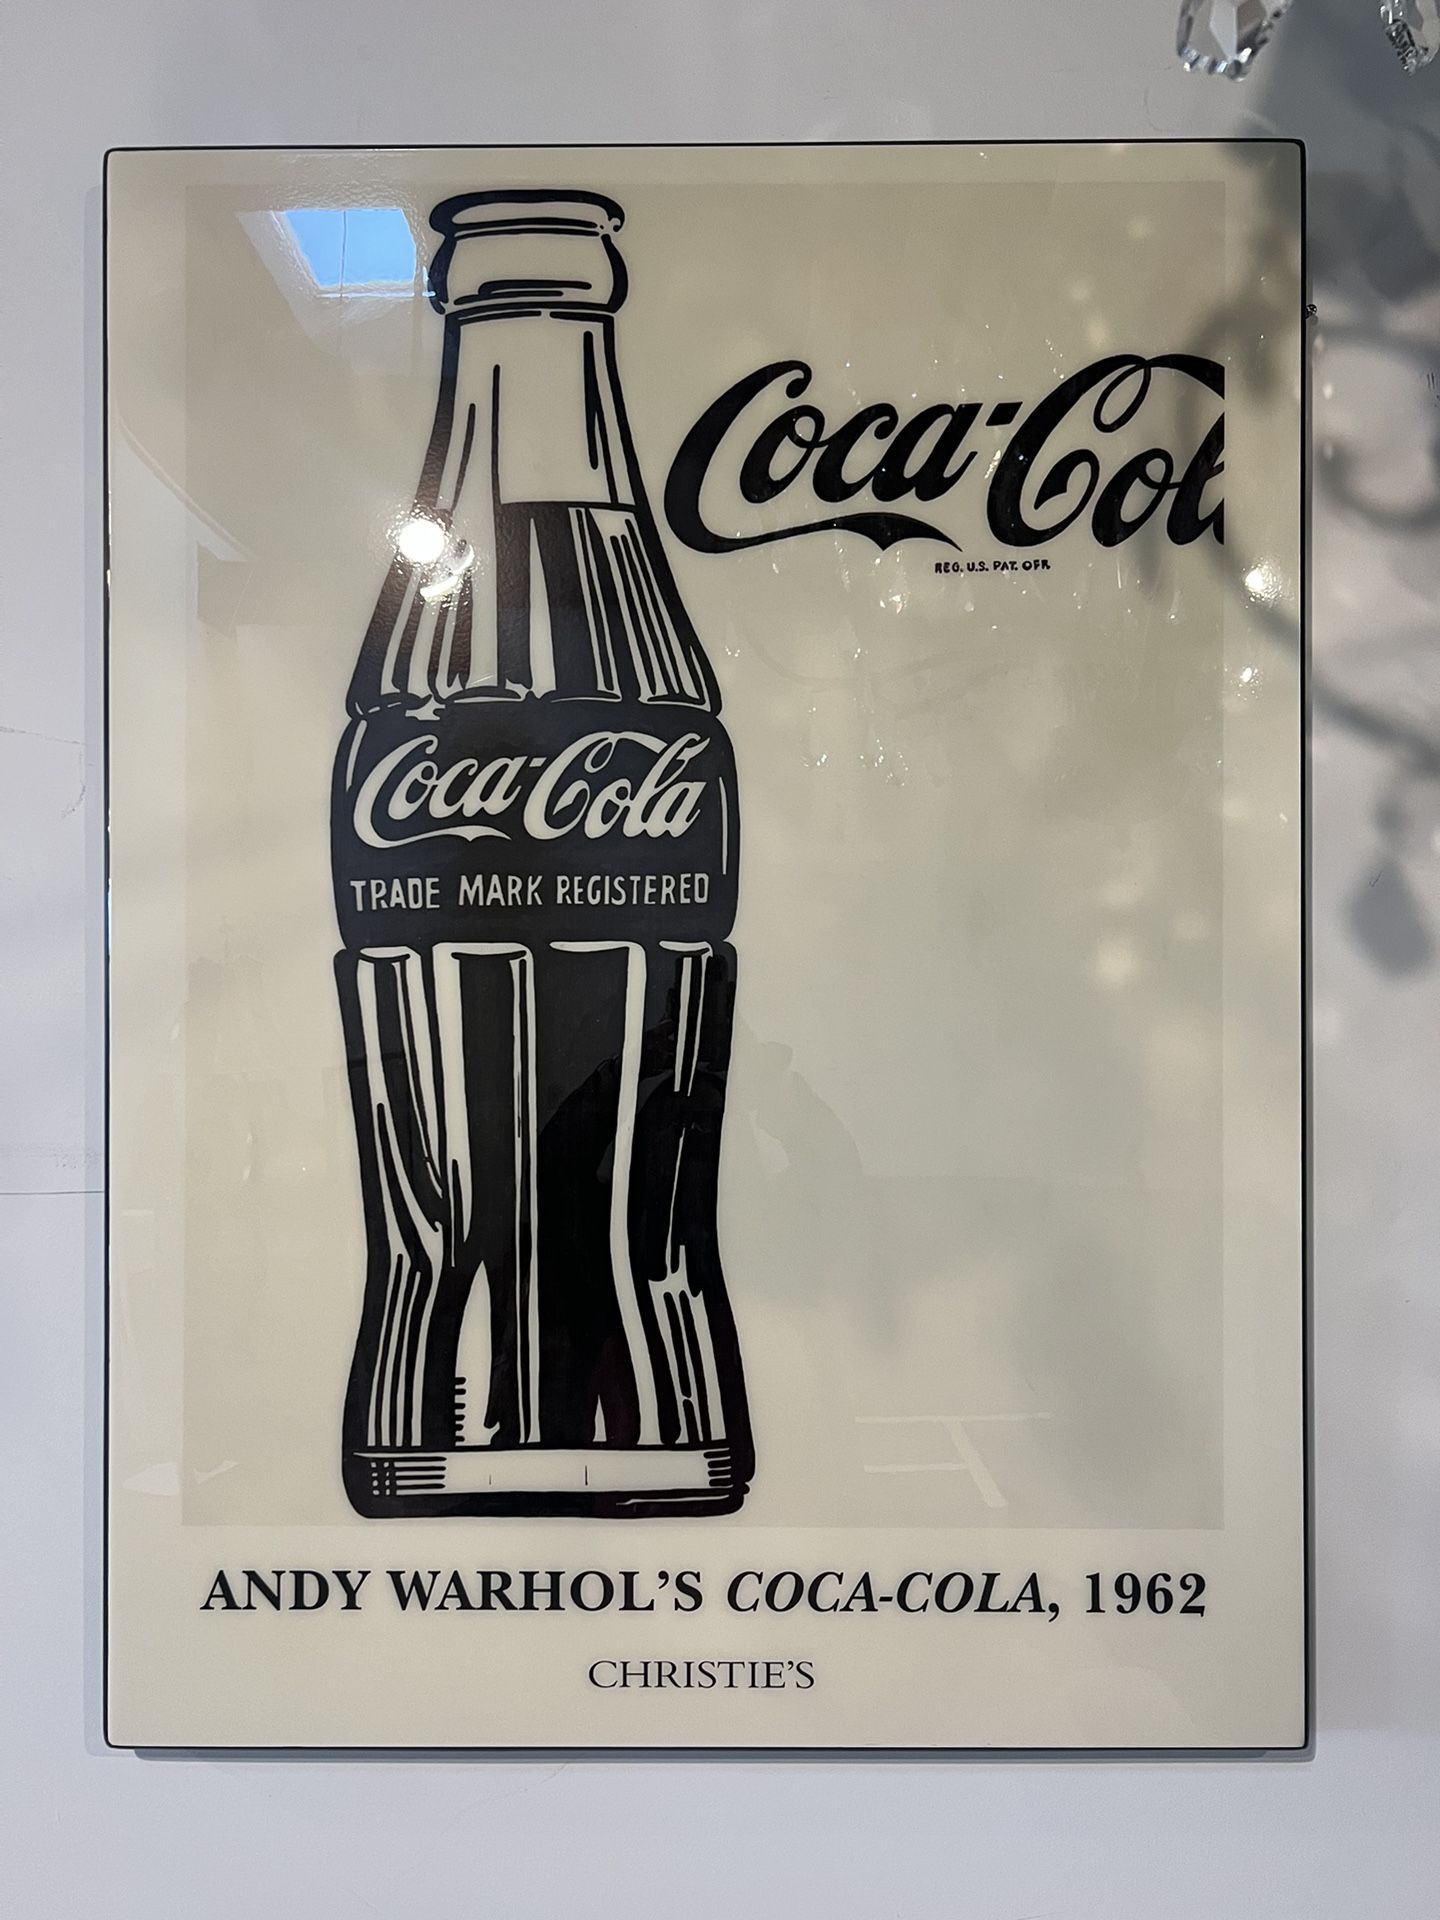 Coca-Col
REG. U.S. PAT. OFF.
Coca-Cola
TRADE MARK REGISTERED
ANDY WARHOL'S COCA-COLA, 1962
CHRISTIE'S